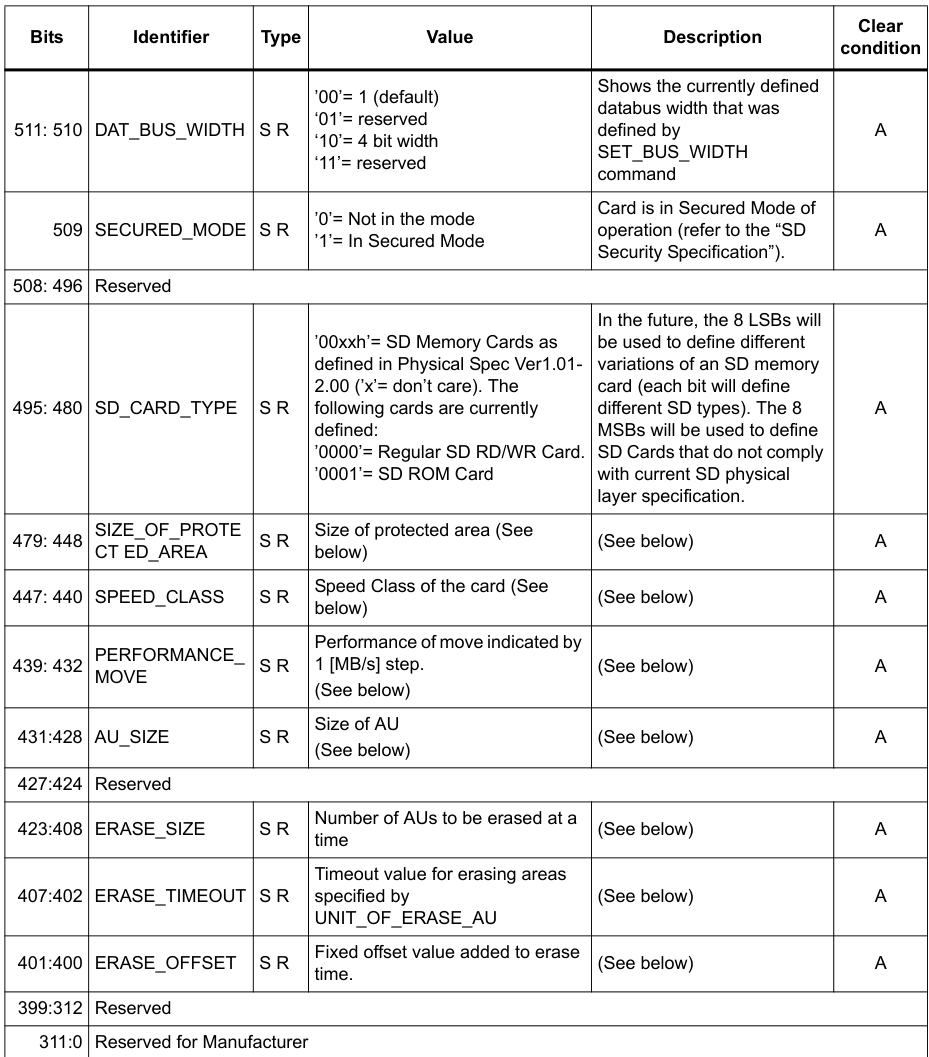 Bits Identifier Type Value Description Clear condition
511: 510 DAT_BUS_WIDTH S R
’00’= 1 (default)
‘01’= reserved
‘10’= 4 bit width
‘11’= reserved
Shows the currently defined
databus width that was
defined by
SET_BUS_WIDTH
command
A
509 SECURED_MODE S R
’0’= Not in the mode
’1’= In Secured Mode
Card is in Secured Mode of
operation (refer to the “SD
Security Specification”).
A
508: 496 Reserved
495: 480 SD_CARD_TYPE S R
’00xxh’= SD Memory Cards as
defined in Physical Spec Ver1.01-
2.00 (’x’= don’t care). The
following cards are currently
defined:
’0000’= Regular SD RD/WR Card.
’0001’= SD ROM Card
In the future, the 8 LSBs will
be used to define different
variations of an SD memory
card (each bit will define
different SD types). The 8
MSBs will be used to define
SD Cards that do not comply
with current SD physical
layer specification.
A
479: 448
SIZE_OF_PROTE
CT ED_AREA
S R
Size of protected area (See
below)
(See below)
A
447: 440 SPEED_CLASS S R
Speed Class of the card (See
below)
(See below)
A
439: 432
PERFORMANCE_
MOVE
S R
Performance of move indicated by
1 [MB/s] step.
(See below)
(See below)
A
431:428 AU_SIZE S R
Size of AU
(See below)
(See below)
A
427:424 Reserved
423:408 ERASE_SIZE S R
Number of AUs to be erased at a
time
(See below)
A
407:402 ERASE_TIMEOUT S R
Timeout value for erasing areas
specified by
UNIT_OF_ERASE_AU
(See below)
A
401:400 ERASE_OFFSET S R
Fixed offset value added to erase
time.
(See below)
A
399:312 Reserved
311:0 Reserved for Manufacturer